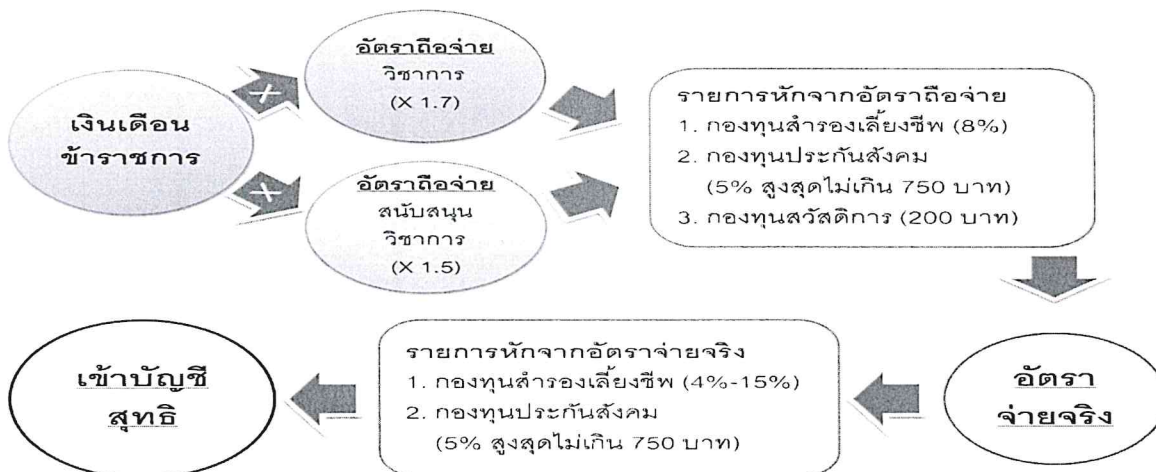 เงินเดือน
ข้าราชการ
×
อัตราถือจ่าย
วิชาการ
(X 1.7)
×
อัตราถือจ่าย
สนับสนุน
วิชาการ
(X 1.5)
รายการหักจากอัตราถือจ่าย
1. กองทุนสำรองเลี้ยงชีพ (8%)
2. กองทุนประกันสังคม
(5% สูงสุดไม่เกิน 750 บาท)
3. กองทุนสวัสดิการ (200 บาท)
อัตรา
จ่ายจริง
รายการหักจากอัตราจ่ายจริง
1. กองทุนสำรองเลี้ยงชีพ (4%-15%)
2. กองทุนประกันสังคม
(5% สูงสุดไม่เกิน 750 บาท)
เข้าบัญชี
สุทธิ